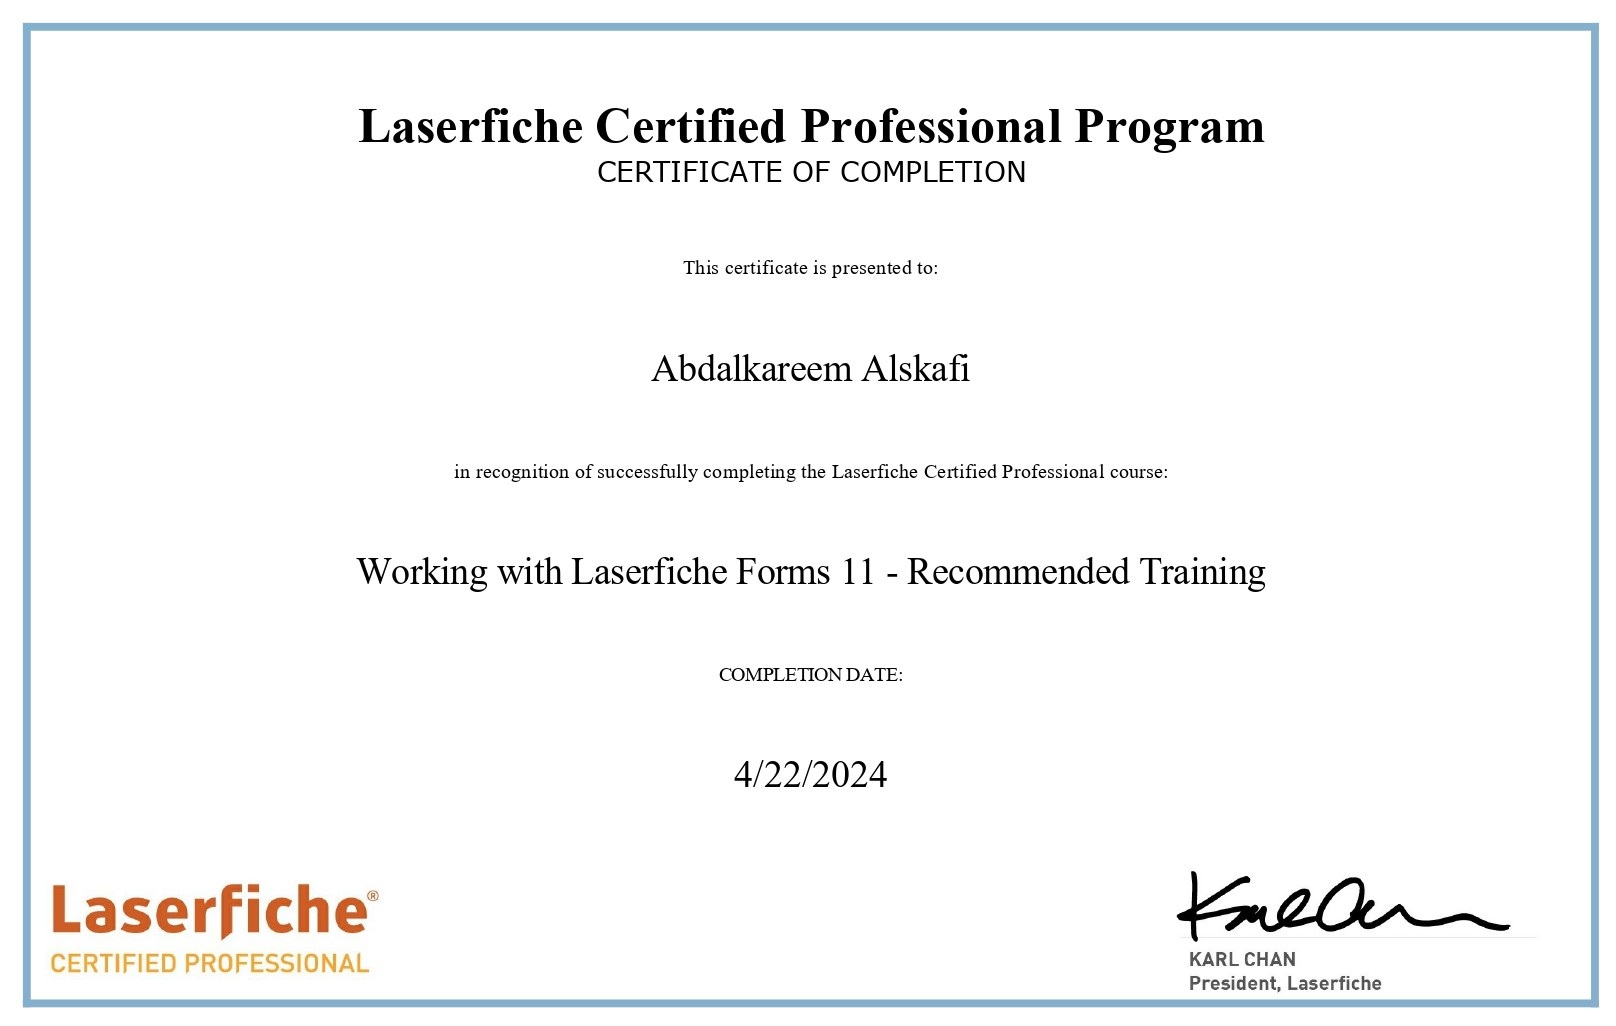 Laserfiche Certified Professional Program
CERTIFICATE OF COMPLETION
This certificate is presented to:
Abdalkareem Alskafi
in recognition of successfully completing the Laserfiche Certified Professional course:
Working with Laserfiche Forms 11 - Recommended Training
COMPLETION DATE:
4/22/2024
Laserfiche®
CERTIFIED PROFESSIONAL
Karl Chan
KARL CHAN
President, Laserfiche